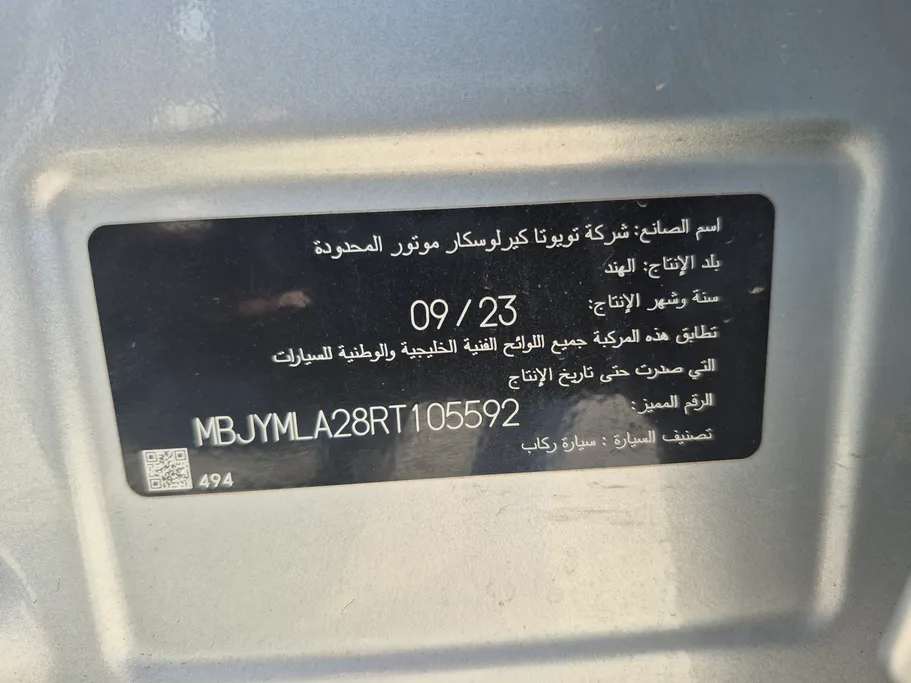 اسم الصانع: شركة تويوتا كيرلوسكار موتور المحدودة
بلد الإنتاج: الهند
سنة وشهر الإنتاج: 09/23
تطابق هذه المركبة جميع اللوائح الفنية الخليجية والوطنية للسيارات
التي صدرت حتى تاريخ الإنتاج
الرقم المميز: MBJYMLA28RT105592
تصنيف السيارة : سيارة ركاب
494